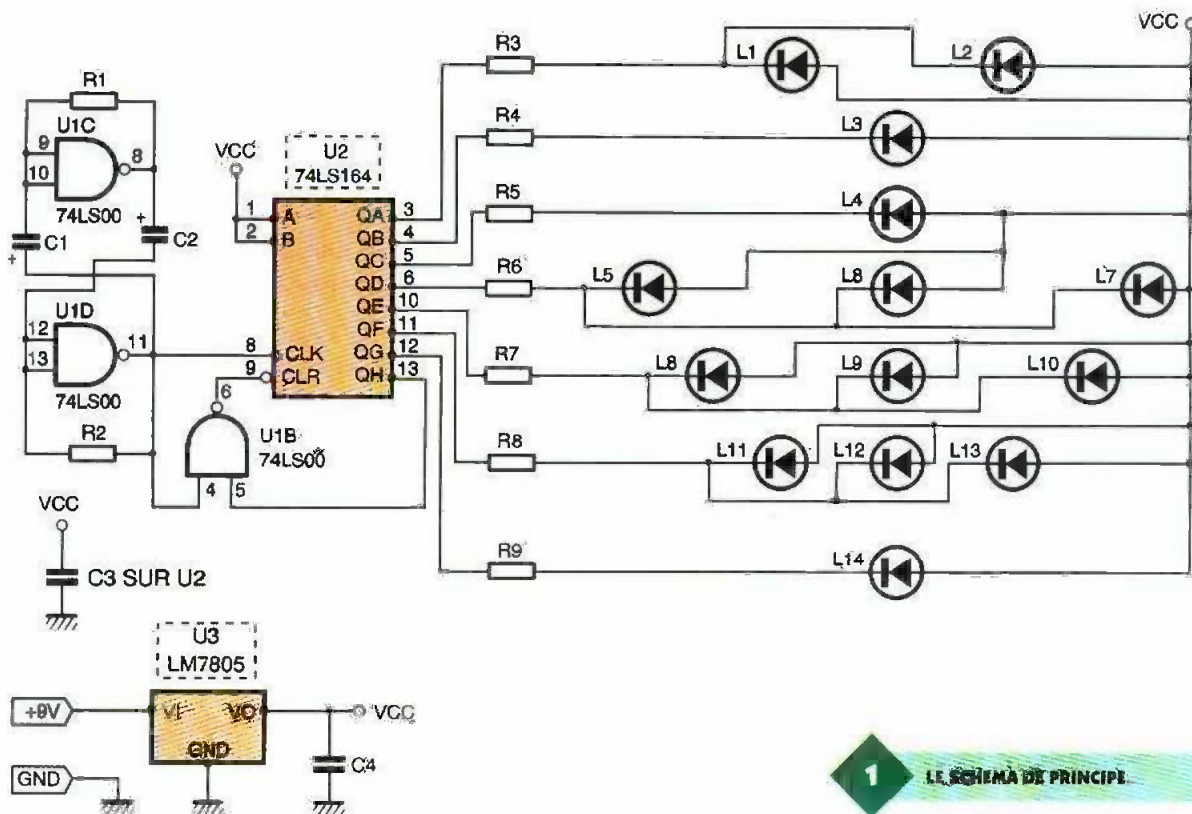 VCC
R3
L1
L2
R1
U1C
9
8
10
74LS00
C1
+
+
C2
U1D
12
13
11
74LS00
R2
VCC
U2
74LS164
1
A
2
B
QA
3
QB
4
QC
5
QD
6
QE
10
QF
11
QG
12
QH
13
8
CLK
9
CLR
6
U1B
74LS00
4
5
R4
L3
R5
L4
R6
L5
L8
L7
R7
L8
L9
L10
R8
L11
L12
L13
R9
L14
VCC
C3 SUR U2
U3
LM7805
+9V
VI
VO
VCC
GND
GND
C4
1
LE SCHÉMA DE PRINCIPE